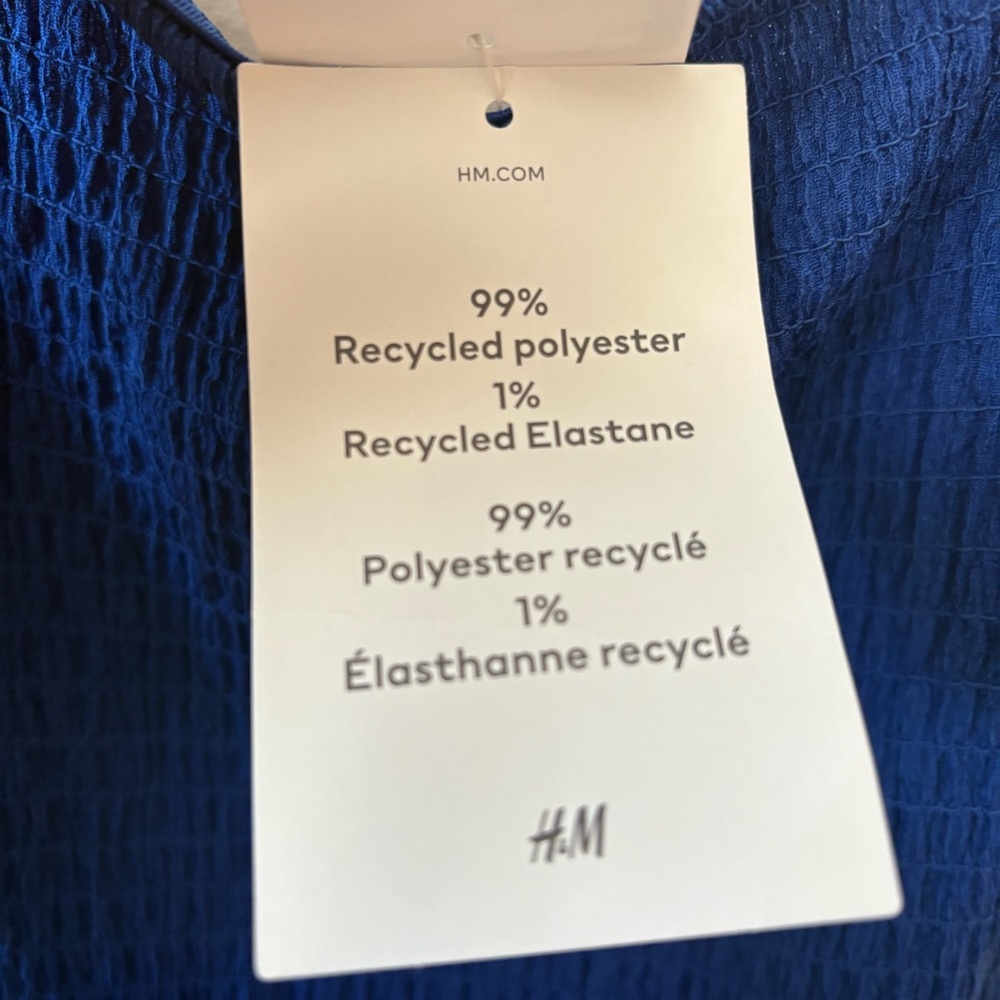 HM.COM
99%
Recycled polyester
1%
Recycled Elastane
99%
Polyester recyclé
1%
Élasthanne recyclé
H&M